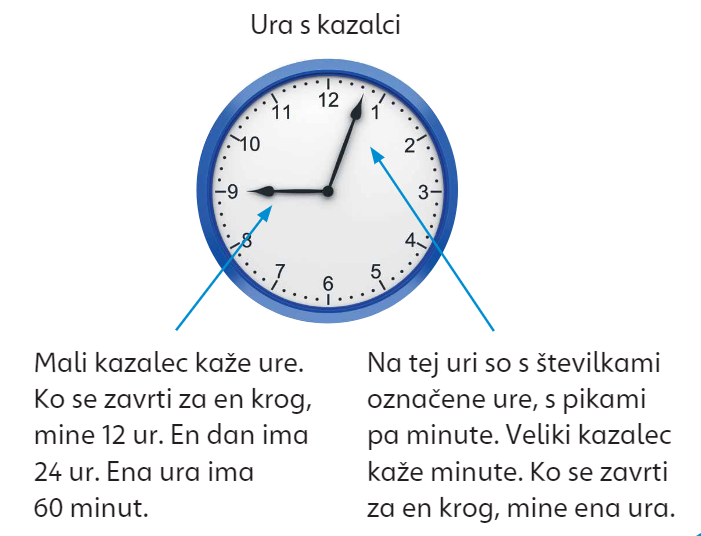 Ura s kazalci
12
1
2
3
4
5
6
7
8
9
10
11
Mali kazalec kaže ure.
Ko se zavrti za en krog,
mine 12 ur. En dan ima
24 ur. Ena ura ima
60 minut.
Na tej uri so s številkami
označene ure, s pikami
pa minute. Veliki kazalec
kaže minute. Ko se zavrti
za en krog, mine ena ura.